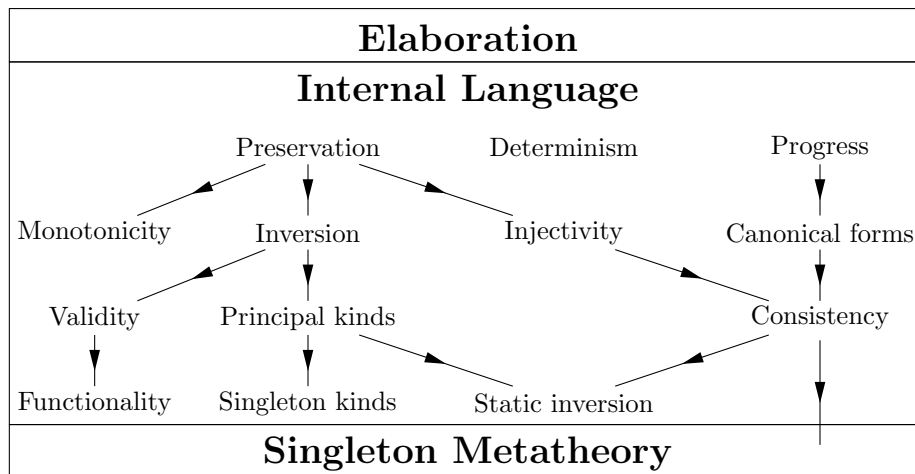 Elaboration
Internal Language
Preservation Determinism Progress
Monotonicity Inversion Injectivity Canonical forms
Validity Principal kinds Consistency
Functionality Singleton kinds Static inversion
Singleton Metatheory